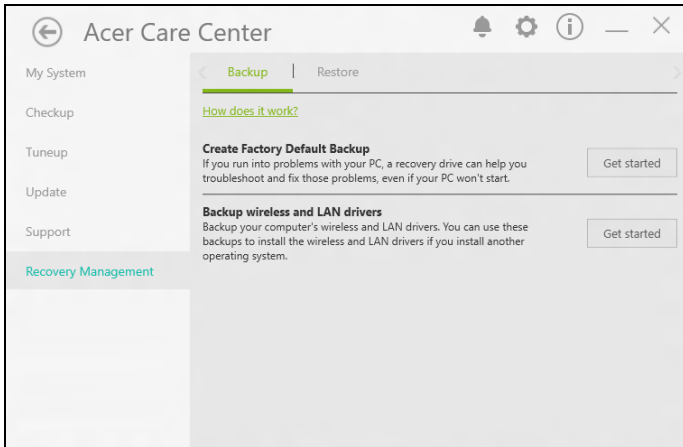 Acer Care Center
My System
Checkup
Tuneup
Update
Support
Recovery Management
Backup | Restore
How does it work?
Create Factory Default Backup
If you run into problems with your PC, a recovery drive can help you
troubleshoot and fix those problems, even if your PC won't start.
Get started
Backup wireless and LAN drivers
Backup your computer's wireless and LAN drivers. You can use these
backups to install the wireless and LAN drivers if you install another
operating system.
Get started